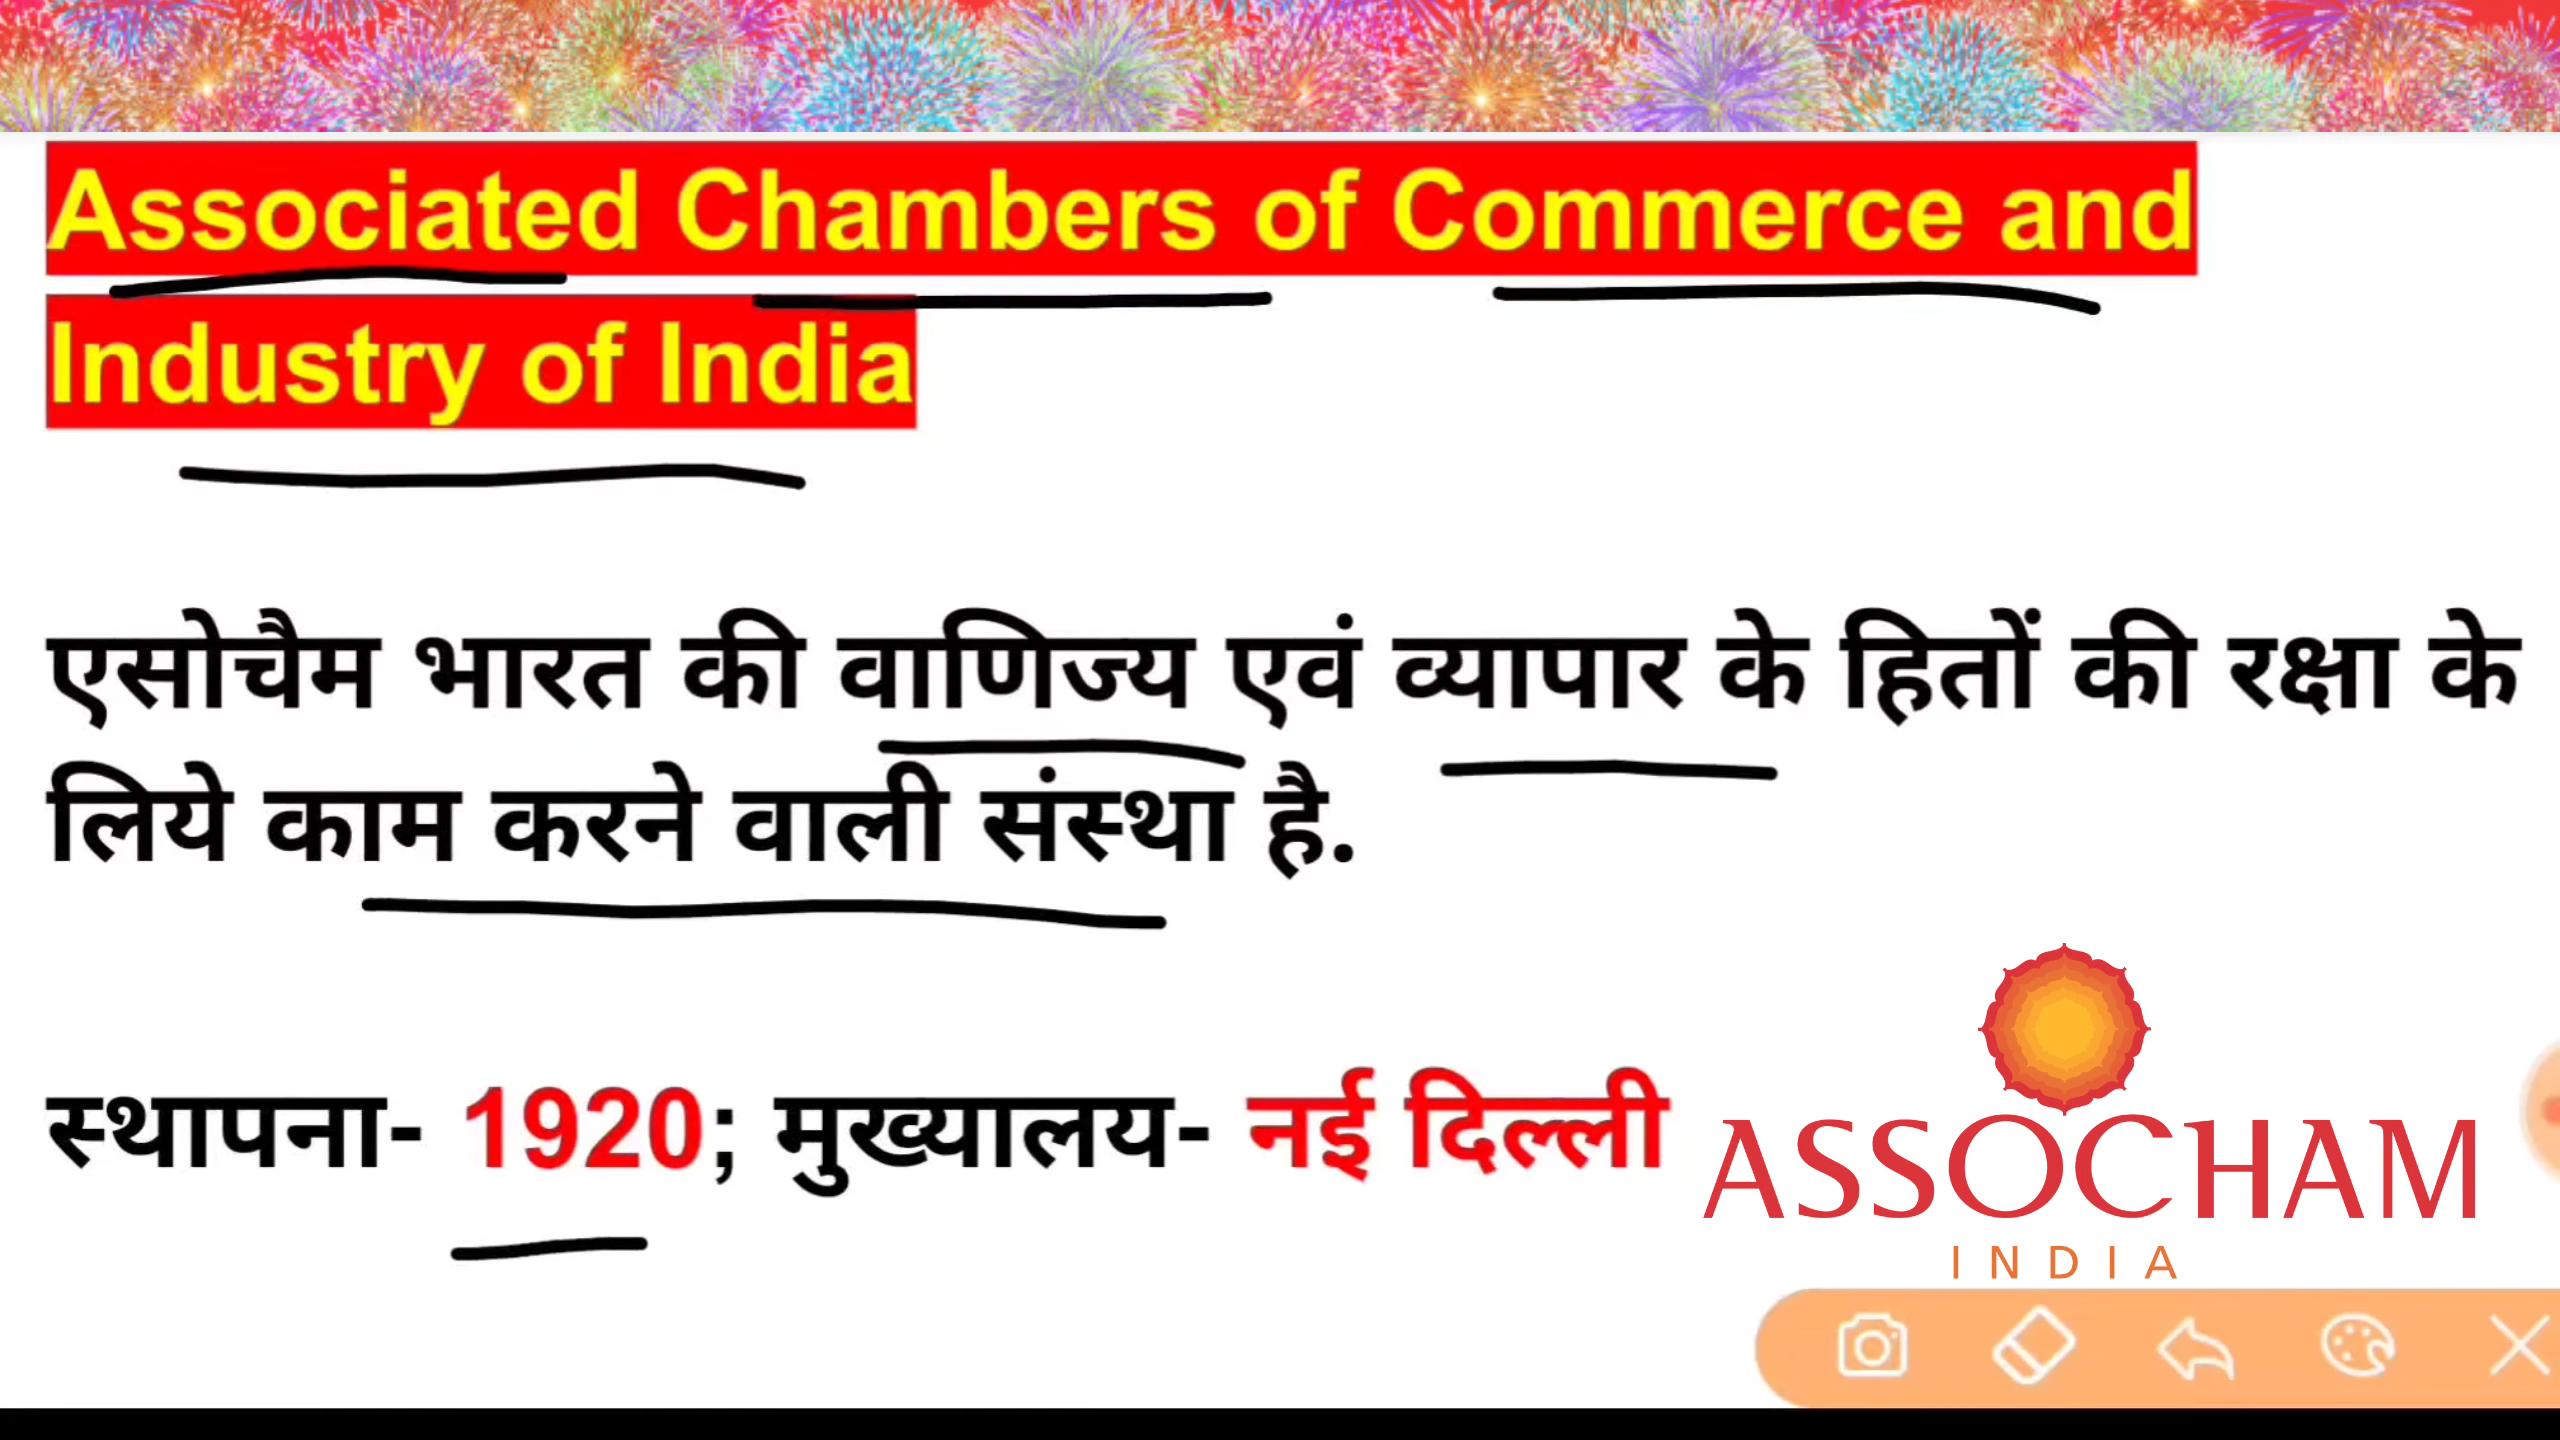 Associated Chambers of Commerce and
Industry of India
एसोचैम भारत की वाणिज्य एवं व्यापार के हितों की रक्षा के
लिये काम करने वाली संस्था है.
स्थापना- 1920; मुख्यालय- नई दिल्ली
ASSOCHAM
INDIA